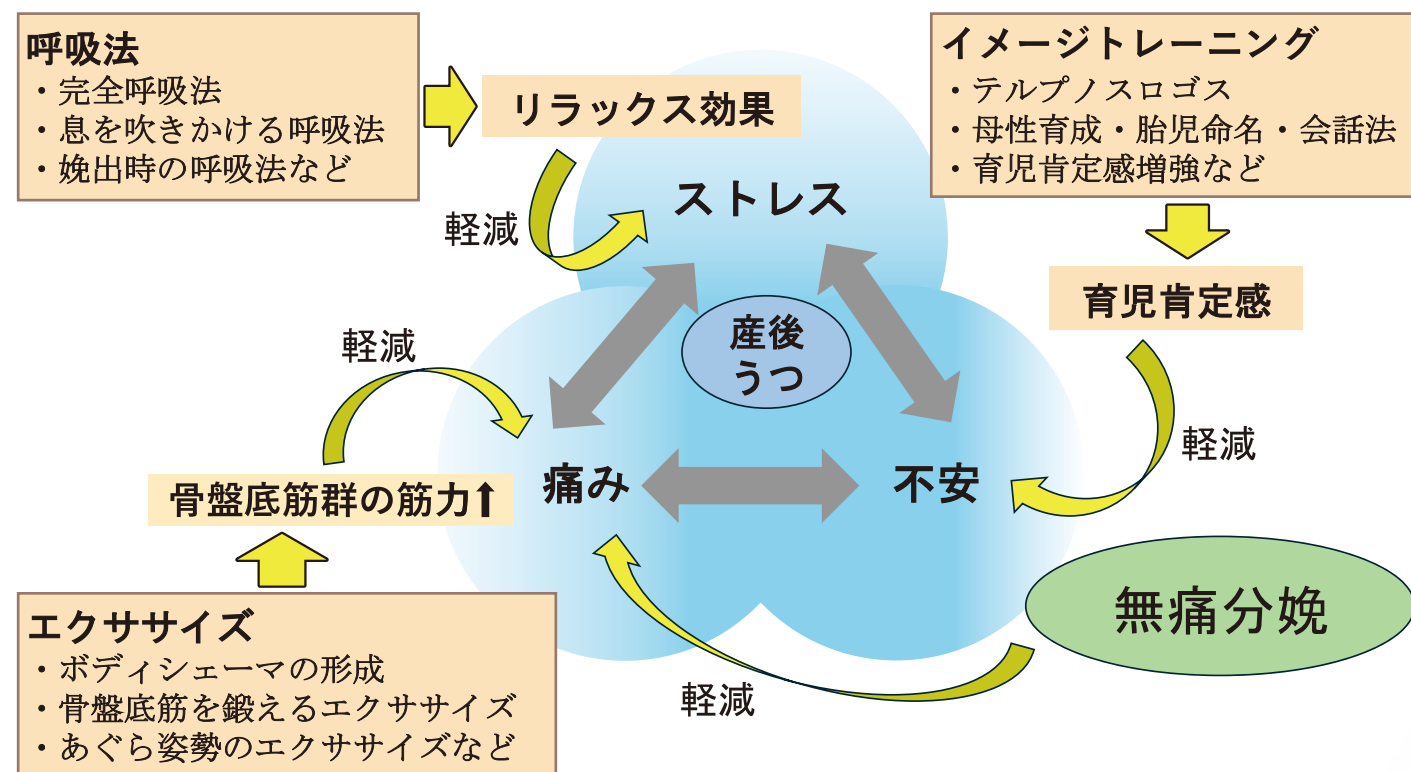 呼吸法
・完全呼吸法
・息を吹きかける呼吸法
・娩出時の呼吸法など
リラックス効果
軽減
イメージトレーニング
・テルプノスロゴス
・母性育成・胎児命名・会話法
・育児肯定感増強など
育児肯定感
軽減
ストレス
産後
うつ
痛み
不安
軽減
骨盤底筋群の筋力⬆
エクササイズ
・ボディシェーマの形成
・骨盤底筋を鍛えるエクササイズ
・あぐら姿勢のエクササイズなど
無痛分娩
軽減